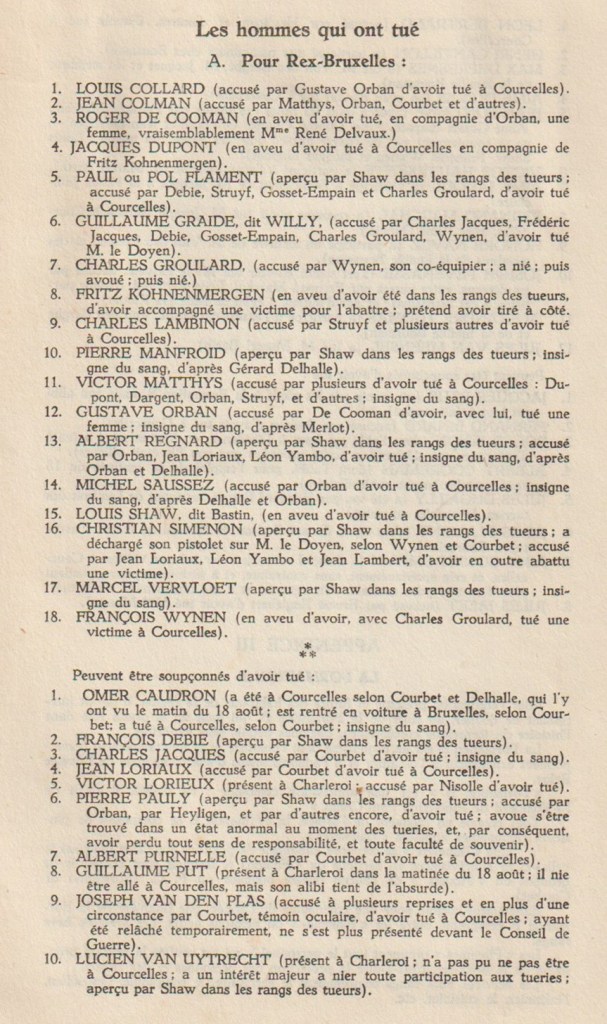 Les hommes qui ont tué
A. Pour Rex-Bruxelles :
1. LOUIS COLLARD (accusé par Gustave Orban d'avoir tué à Courcelles).
2. JEAN COLMAN (accusé par Matthys, Orban, Courbet et d'autres).
3. ROGER DE COOMAN (en aveu d'avoir tué, en compagnie d'Orban, une
femme, vraisemblablement Mme René Delvaux.)
4. JACQUES DUPONT (en aveu d'avoir tué à Courcelles en compagnie de
Fritz Kohnenmergen).
5. PAUL ou POL FLAMENT (aperçu par Shaw dans les rangs des tueurs ;
accusé par Debie, Struyf, Gosset-Empain et Charles Groulard, d'avoir tué
à Courcelles).
6. GUILLAUME GRAIDE, dit WILLY, (accusé par Charles Jacques, Frédéric
Jacques, Debie, Gosset-Empain, Charles Groulard, Wynen, d'avoir tué
M. le Doyen).
7. CHARLES GROULARD, (accusé par Wynen, son co-équipier ; a nié ; puis
avoué ; puis nié.)
8. FRITZ KOHNENMERGEN (en aveu d'avoir été dans les rangs des tueurs,
d'avoir accompagné une victime pour l'abattre ; prétend avoir tiré à côté.
9. CHARLES LAMBINON (accusé par Struyf et plusieurs autres d'avoir tué
à Courcelles).
10. PIERRE MANFROID (aperçu par Shaw dans les rangs des tueurs ; insi-
gne du sang, d'après Gérard Delhalle).
11. VICTOR MATTHYS (accusé par plusieurs d'avoir tué à Courcelles : Du-
pont, Dargent, Orban, Struyf, et d'autres ; insigne du sang).
12. GUSTAVE ORBAN (accusé par De Cooman d'avoir, avec lui, tué une
femme ; insigne du sang, d'après Merlot).
13. ALBERT REGNARD (aperçu par Shaw dans les rangs des tueurs ; accusé
par Orban, Jean Loriaux, Léon Yambo, d'avoir tué ; insigne du sang, d'après
Orban et Delhalle).
14. MICHEL SAUSSEZ (accusé par Orban d'avoir tué à Courcelles ; insigne
du sang, d'après Delhalle et Orban).
15. LOUIS SHAW, dit Bastin, (en aveu d'avoir tué à Courcelles).
16. CHRISTIAN SIMENON (aperçu par Shaw dans les rangs des tueurs ; a
déchargé son pistolet sur M. le Doyen, selon Wynen et Courbet ; accusé
par Jean Loriaux, Léon Yambo et Jean Lambert, d'avoir en outre abattu
une victime).
17. MARCEL VERVLOET (aperçu par Shaw dans les rangs des tueurs ; insi-
gne du sang).
18. FRANÇOIS WYNEN (en aveu d'avoir, avec Charles Groulard, tué une
victime à Courcelles).
*
**
Peuvent être soupçonnés d'avoir tué :
1. OMER CAUDRON (a été à Courcelles selon Courbet et Delhalle, qui l'y
ont vu le matin du 18 août ; est rentré en voiture à Bruxelles, selon Cour-
bet; a tué à Courcelles, selon Courbet ; insigne du sang).
2. FRANÇOIS DEBIE (aperçu par Shaw dans les rangs des tueurs).
3. CHARLES JACQUES (accusé par Courbet d'avoir tué ; insigne du sang).
4. JEAN LORIAUX (accusé par Courbet d'avoir tué à Courcelles).
5. VICTOR LORIEUX (présent à Charleroi ; accusé par Nisolle d'avoir tué).
6. PIERRE PAULY (aperçu par Shaw dans les rangs des tueurs ; accusé par
Orban, par Heyligen, et par d'autres encore, d'avoir tué ; avoue s'être
trouvé dans un état anormal au moment des tueries, et, par conséquent,
avoir perdu tout sens de responsabilité, et toute faculté de souvenir).
7. ALBERT PURNELLE (accusé par Courbet d'avoir tué à Courcelles).
8. GUILLAUME PUT (présent à Charleroi dans la matinée du 18 août ; il nie
être allé à Courcelles, mais son alibi tient de l'absurde).
9. JOSEPH VAN DEN PLAS (accusé à plusieurs reprises et en plus d'une
circonstance par Courbet, témoin oculaire, d'avoir tué à Courcelles ; ayant
été relâché temporairement, ne s'est plus présenté devant le Conseil de
Guerre).
10. LUCIEN VAN UYTRECHT (présent à Charleroi ; n'a pas pu ne pas être
à Courcelles ; a un intérêt majeur a nier toute participation aux tueries ;
aperçu par Shaw dans les rangs des tueurs).